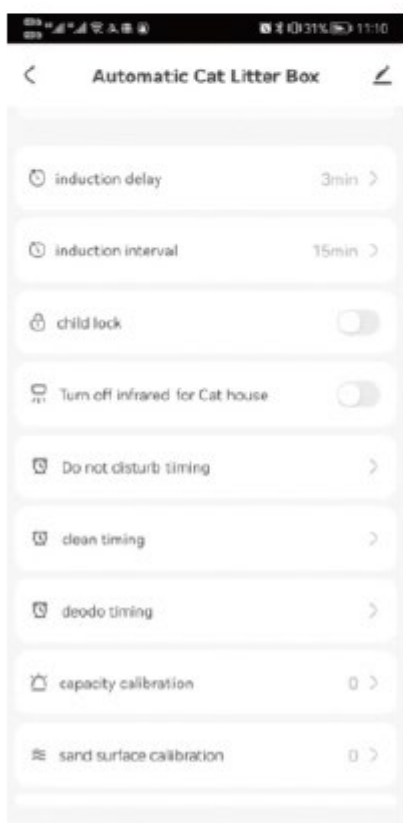 31% 11:10
Automatic Cat Litter Box
induction delay 3min
induction interval 15min
child lock
Turn off infrared for Cat house
Do not disturb timing
clean timing
deodo timing
capacity calibration 0
sand surface calibration 0